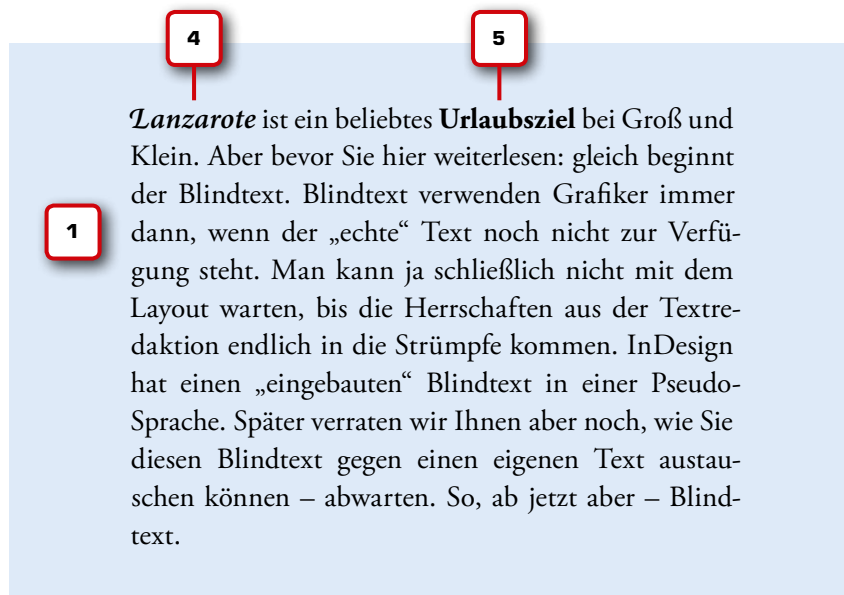 4 5
Lanzarote ist ein beliebtes Urlaubsziel bei Groß und
Klein. Aber bevor Sie hier weiterlesen: gleich beginnt
der Blindtext. Blindtext verwenden Grafiker immer
1 dann, wenn der „echte“ Text noch nicht zur Verfü-
gung steht. Man kann ja schließlich nicht mit dem
Layout warten, bis die Herrschaften aus der Textre-
daktion endlich in die Strümpfe kommen. InDesign
hat einen „eingebauten“ Blindtext in einer Pseudo-
Sprache. Später verraten wir Ihnen aber noch, wie Sie
diesen Blindtext gegen einen eigenen Text austau-
schen können – abwarten. So, ab jetzt aber – Blind-
text.